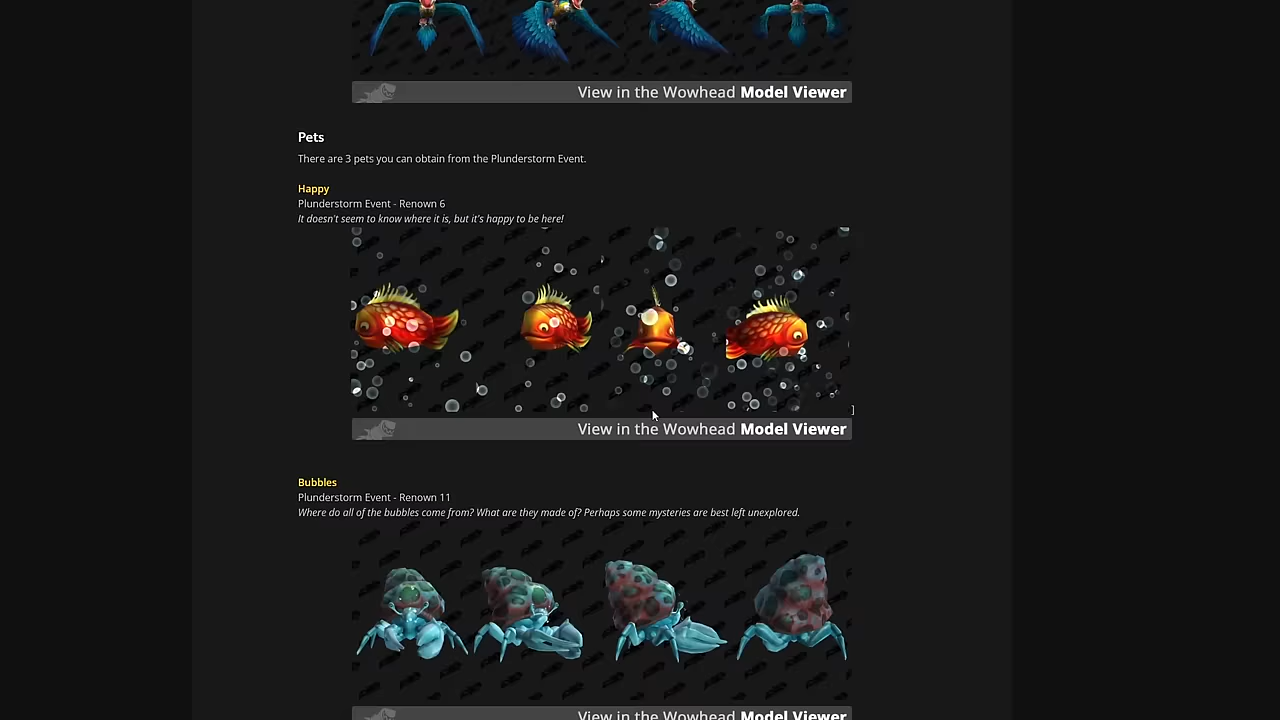 View in the Wowhead Model Viewer
Pets
There are 3 pets you can obtain from the Plunderstorm Event.
Happy
Plunderstorm Event - Renown 6
It doesn't seem to know where it is, but it's happy to be here!
]
View in the Wowhead Model Viewer
Bubbles
Plunderstorm Event - Renown 11
Where do all of the bubbles come from? What are they made of? Perhaps some mysteries are best left unexplored.
View in the Wowhead Model Viewer